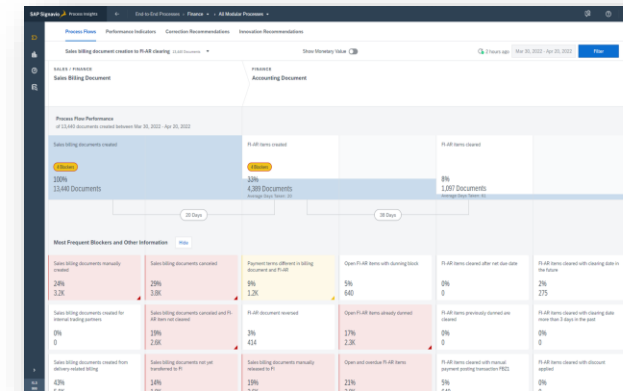 SAP Signavio Process Insights
End-to-End Processes Finance All Modular Processes
Process Flows Performance Indicators Correction Recommendations Innovation Recommendations
Sales billing document creation to FI-AR clearing
Show Monetary Value
2 hours ago
Mar 30, 2022 - Apr 20, 2022
Filter
SALES / FINANCE
Sales Billing Document
FINANCE
Accounting Document
Process Flow Performance
of 13,440 documents created between Mar 30, 2022 - Apr 20, 2022
Sales billing documents created
4 Blockers
100%
13,440 Documents
FI-AR items created
4 Blockers
33%
4,389 Documents
FI-AR items cleared
8%
1,097 Documents
20 Days
38 Days
Most Frequent Blockers and Other Information Hide
Sales billing documents manually
created
24%
3.2K
Sales billing documents canceled
29%
3.8K
Payment terms different in billing
document and FI-AR
9%
1.2K
Open FI-AR items with dunning block
5%
640
FI-AR items cleared after net due date
0%
0
FI-AR items cleared with clearing date in
the future
2%
275
Sales billing documents created for
internal trading partners
0%
0
Sales billing documents canceled and FI-
AR item not cleared
19%
2.6K
FI-AR document reversed
3%
414
Open FI-AR items already dunned
17%
2.3K
FI-AR items previously dunned are
cleared
0%
0
FI-AR items cleared with clearing date
more than 3 days in the past
0%
0
Sales billing documents created from
delivery related billing
43%
Sales billing documents not yet
transferred to FI
14%
Sales billing documents manually
released to FI
19%
Open and overdue FI-AR items
21%
FI-AR items cleared with manual
payment posting transaction FBZ1
5%
FI-AR items cleared with discount
applied
0%